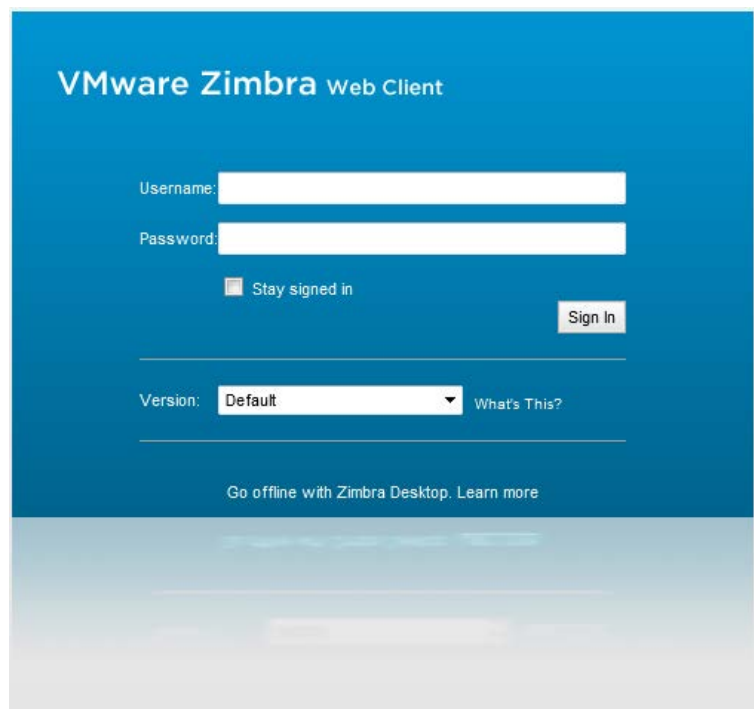 VMware Zimbra Web Client
Username:
Password:
Stay signed in
Sign In
Version: Default What's This?
Go offline with Zimbra Desktop. Learn more